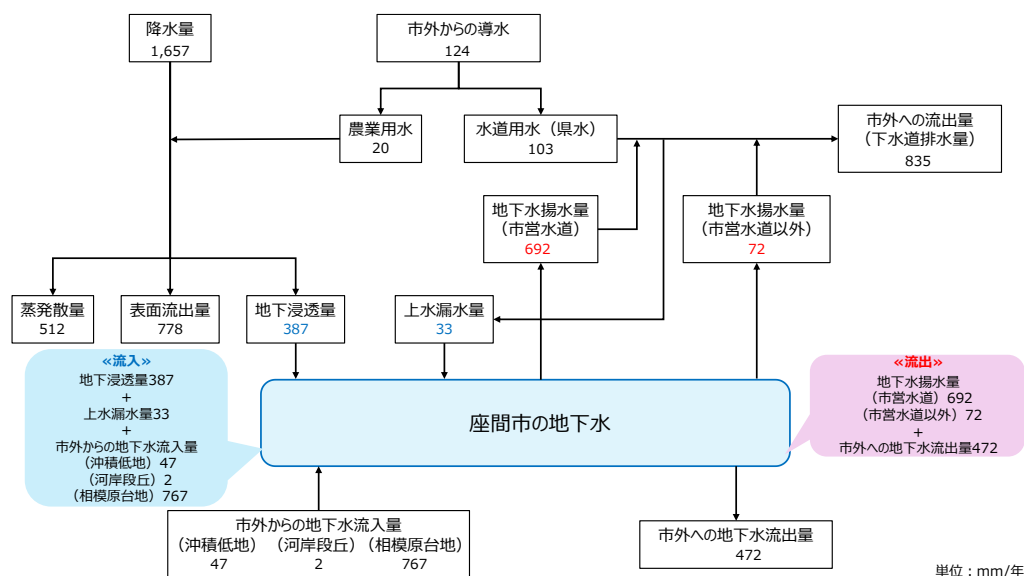 降水量
1,657
市外からの導水
124
農業用水
20
水道用水（県水）
103
市外への流出量
（下水道排水量）
835
地下水揚水量
（市営水道）
692
地下水揚水量
（市営水道以外）
72
蒸発散量
512
表面流出量
778
地下浸透量
387
上水漏水量
33
≪流入≫
地下浸透量387
+
上水漏水量33
+
市外からの地下水流入量
（沖積低地）47
（河岸段丘）2
（相模原台地）767
座間市の地下水
≪流出≫
地下水揚水量
（市営水道）692
（市営水道以外）72
+
市外への地下水流出量472
市外からの地下水流入量
（沖積低地） （河岸段丘） （相模原台地）
47 2 767
市外への地下水流出量
472
単位：mm/年